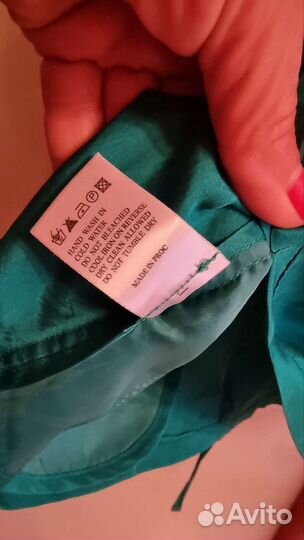 HAND WASH IN
COLD WATER
DO NOT BLEACHED
COOL IRON ON REVERSE
DRY CLEAN ALLOWED
DO NOT TUMBLE DRY
MADE IN PROC
Avito